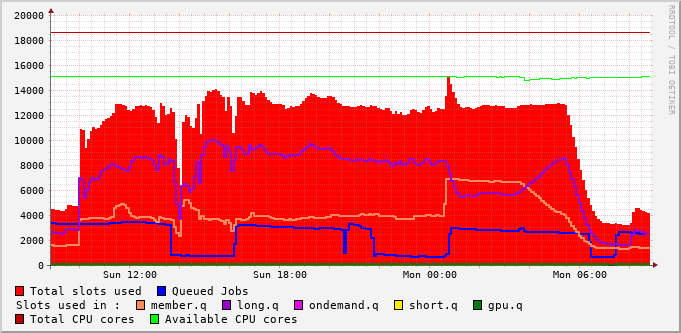 RRDTOOL / TOBI OETIKER
20000
18000
16000
14000
12000
10000
8000
6000
4000
2000
0
Sun 12:00 Sun 18:00 Mon 00:00 Mon 06:00
Total slots used Queued Jobs
Slots used in : member.q long.q ondemand.q short.q gpu.q
Total CPU cores Available CPU cores